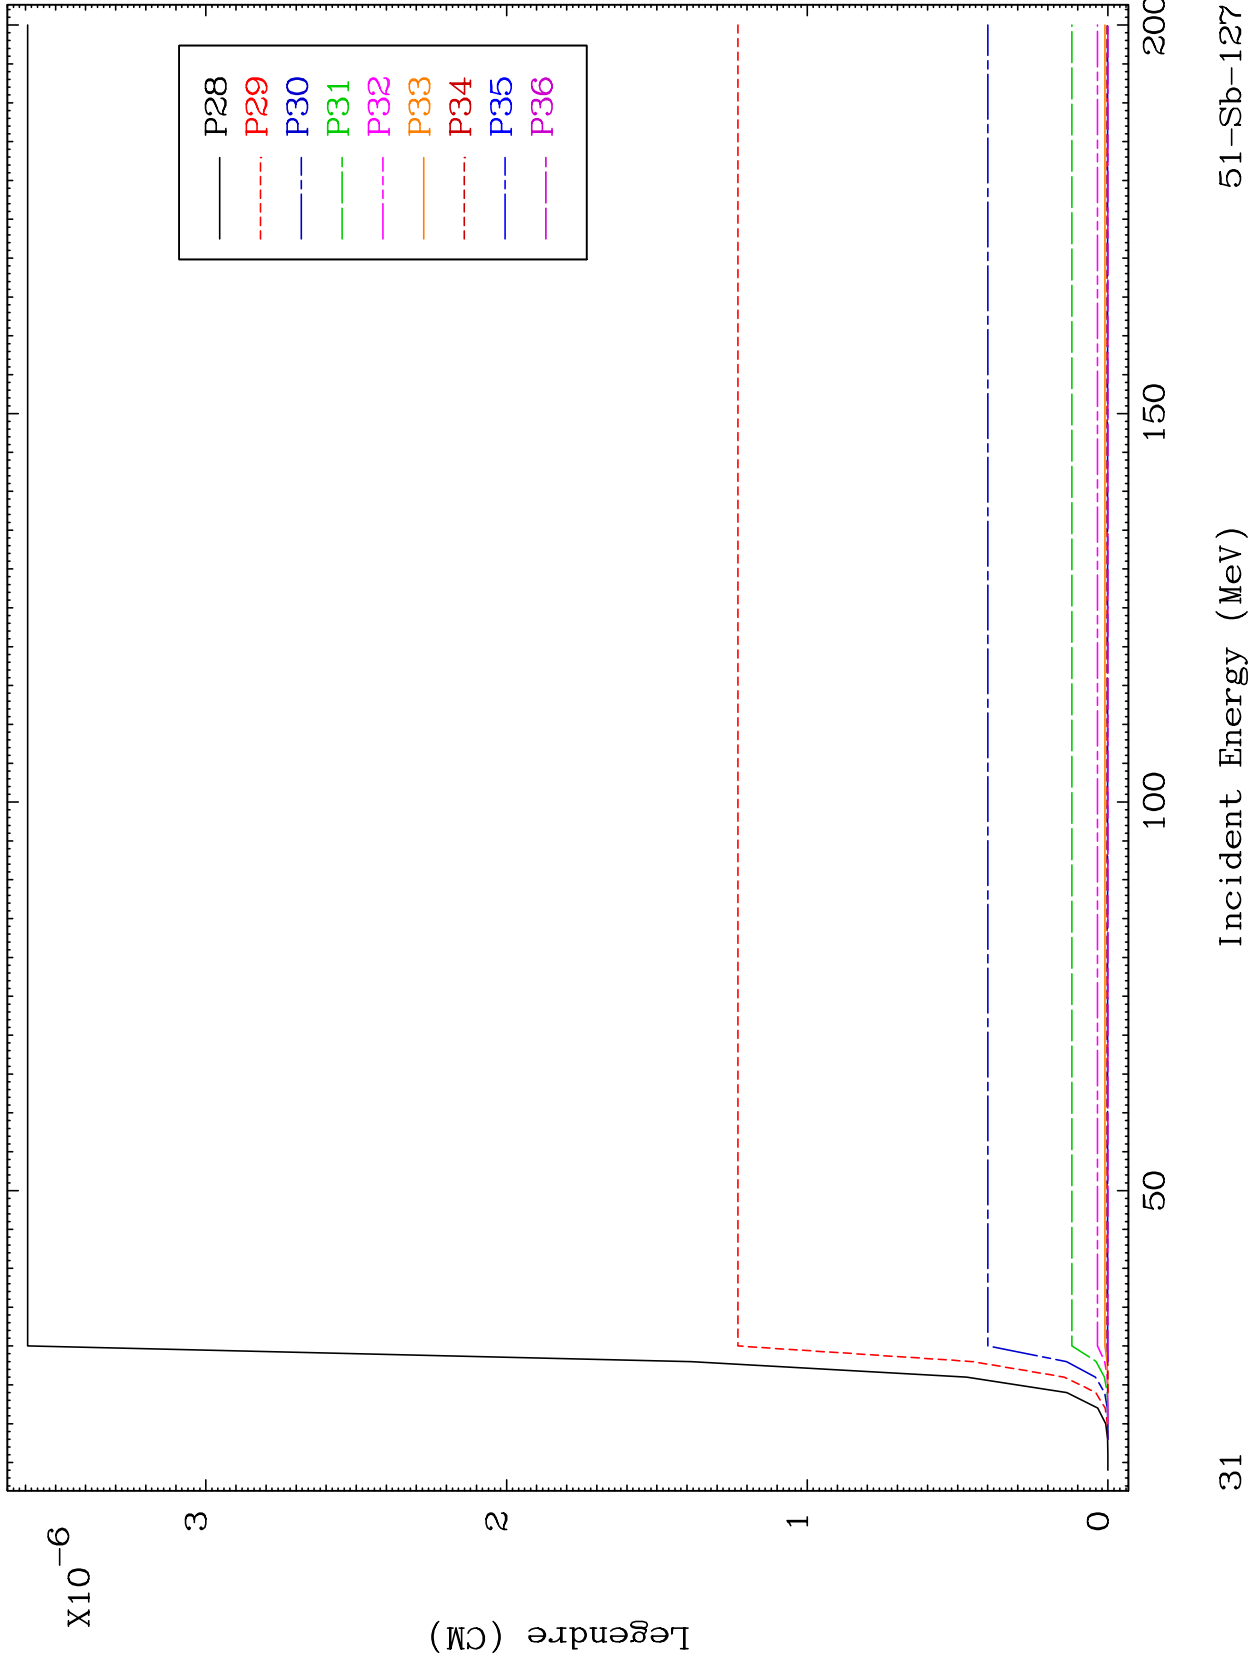 X10-6
Legendre (CM)
3
2
1
0
P28
P29
P30
P31
P32
P33
P34
P35
P36
50
100
150
200
Incident Energy (MeV)
31
51-Sb-127